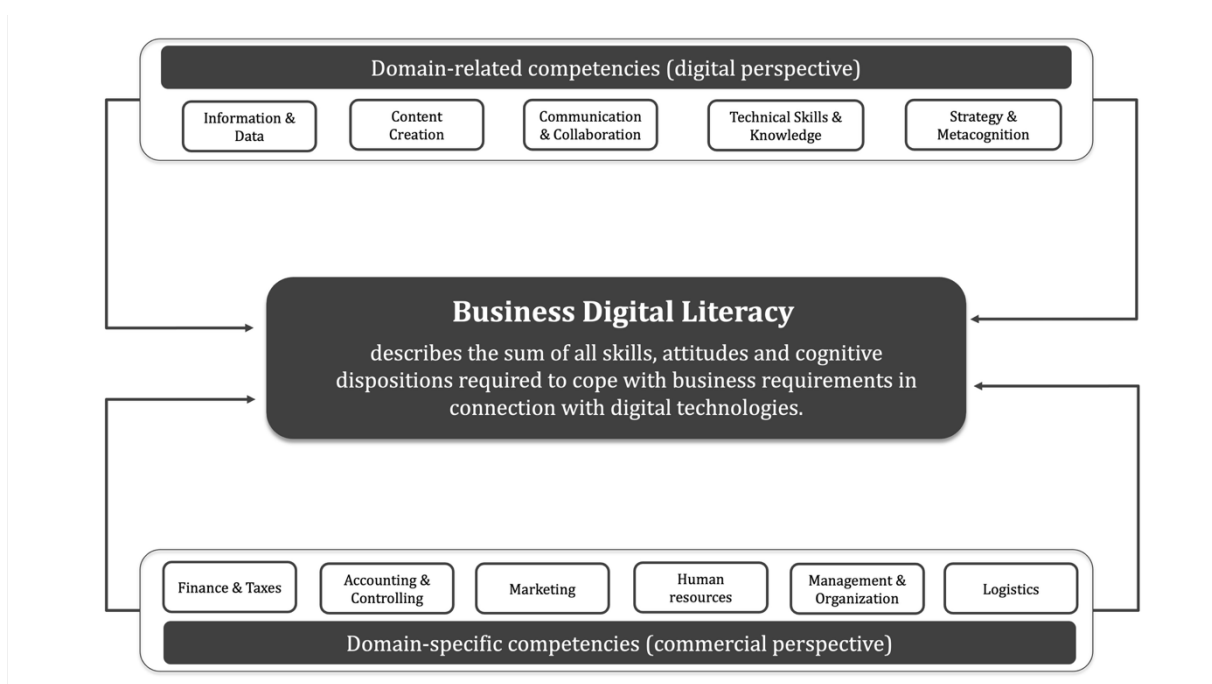 Domain-related competencies (digital perspective)
Information &
Data
Content
Creation
Communication
& Collaboration
Technical Skills &
Knowledge
Strategy &
Metacognition
Business Digital Literacy
describes the sum of all skills, attitudes and cognitive
dispositions required to cope with business requirements in
connection with digital technologies.
Finance & Taxes
Accounting &
Controlling
Marketing
Human
resources
Management &
Organization
Logistics
Domain-specific competencies (commercial perspective)